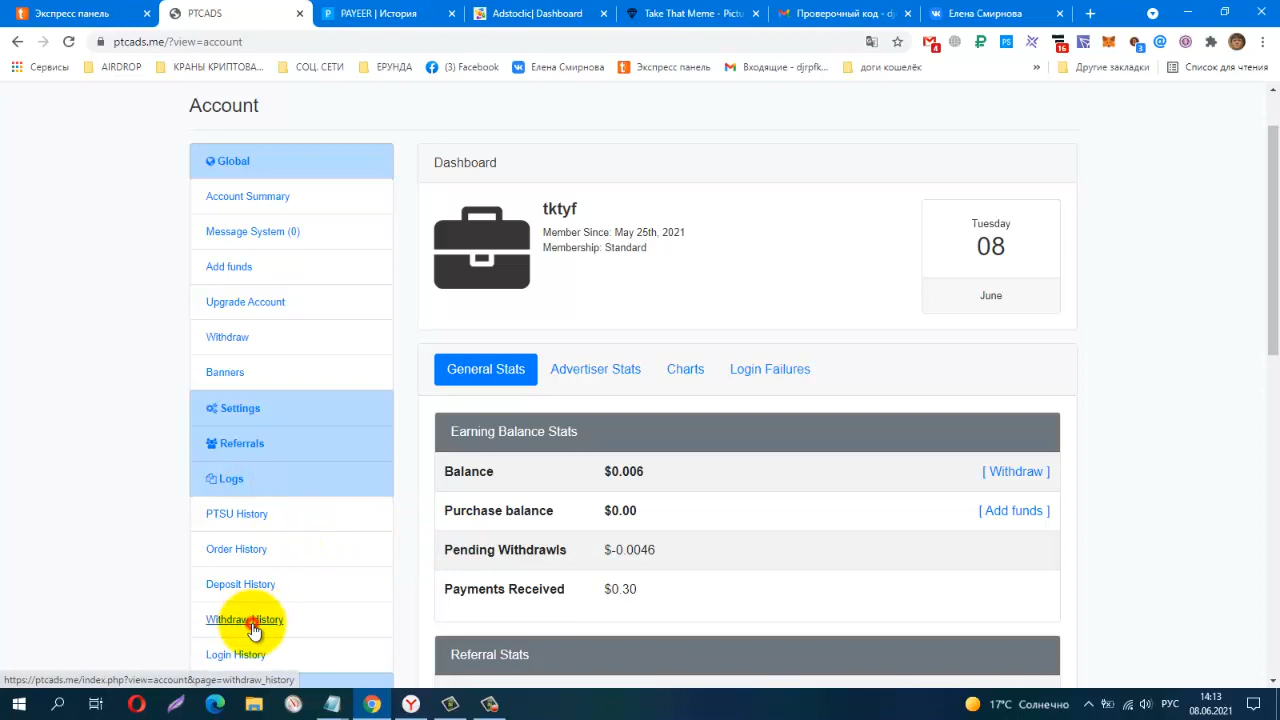 Экспресс панель
PTCADS
PAYEER | История
Adstoclic| Dashboard
Take That Meme - Pictu
Проверочный код - dj
Елена Смирнова
ptcads.me/?view=account
4
16
3
Сервисы
AIRDROP
КРАНЫ КРИПТОВА...
СОЦ. СЕТИ
ЕРУНДА
(3) Facebook
Елена Смирнова
Экспресс панель
Входящие - djrpfk...
доги кошелёк
»
Другие закладки
Список для чтения
Account
Global
Account Summary
Message System (0)
Add funds
Upgrade Account
Withdraw
Banners
Settings
Referrals
Logs
PTSU History
Order History
Deposit History
Withdraw History
Login History
Dashboard
tktyf
Member Since: May 25th, 2021
Membership: Standard
Tuesday
08
June
General Stats
Advertiser Stats
Charts
Login Failures
Earning Balance Stats
Balance $0.006 [ Withdraw ]
Purchase balance $0.00 [ Add funds ]
Pending Withdrawls $-0.0046
Payments Received $0.30
Referral Stats
https://ptcads.me/index.php?view=account&page=withdraw_history
17°C Солнечно
РУС
14:13
08.06.2021